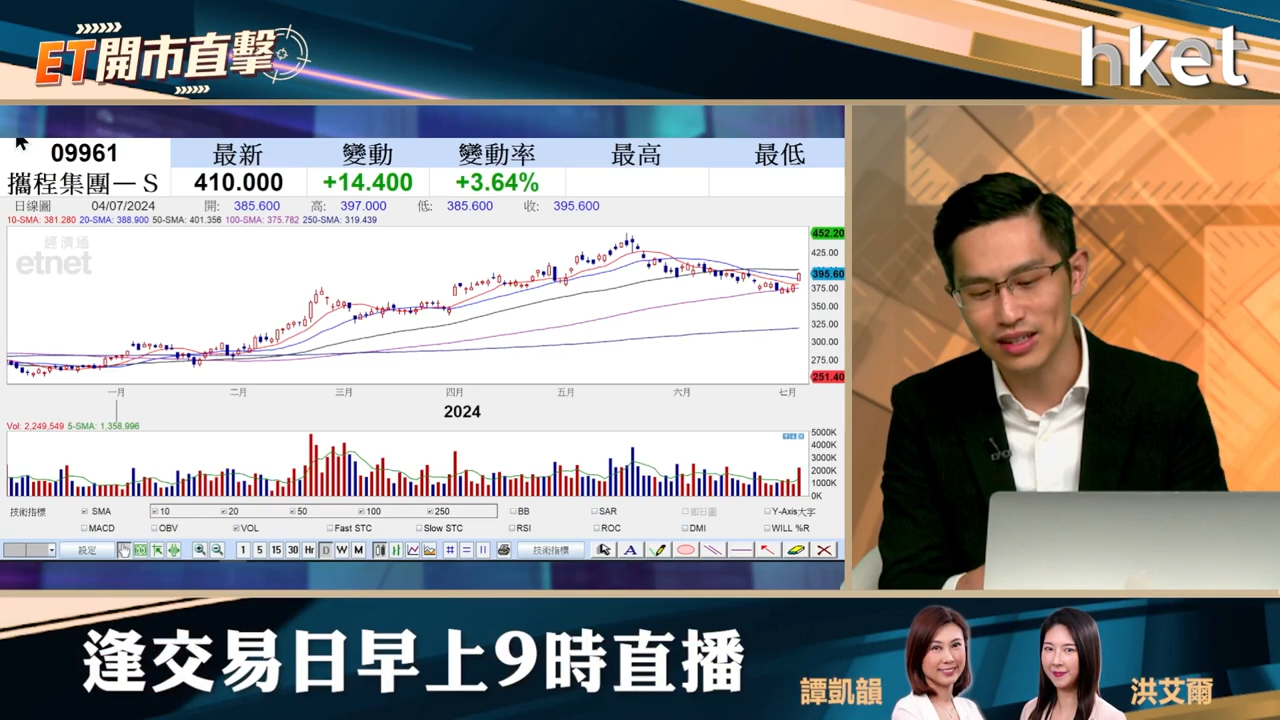 ET開市直擊
hket
09961 最新 變動 變動率 最高 最低
攜程集團－S 410.000 +14.400 +3.64%
日線圖 04/07/2024 開: 385.600 高: 397.000 低: 385.600 收: 395.600
10-SMA: 381.280 20-SMA: 388.900 50-SMA: 401.356 100-SMA: 375.782 250-SMA: 319.439
經濟通
etnet
452.20
425.00
395.60
375.00
350.00
325.00
300.00
275.00
251.40
一月 二月 三月 四月 五月 六月 七月
2024
Vol: 2,249,549 5-SMA: 1,358,996
5000K
4000K
3000K
2000K
1000K
0K
技術指標 SMA 10 20 50 100 250 BB SAR 即日圖 Y-Axis大字
MACD OBV VOL Fast STC Slow STC RSI ROC DMI WILL %R
設定 1 5 15 30 Hr D W M 技術指標 A
逢交易日早上9時直播
譚凱韻
洪艾爾